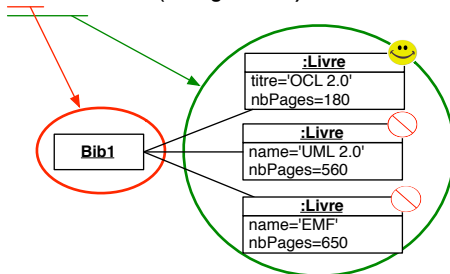 :Livre
titre='OCL 2.0'
nbPages=180
Bib1
:Livre
name='UML 2.0'
nbPages=560
:Livre
name='EMF'
nbPages=650